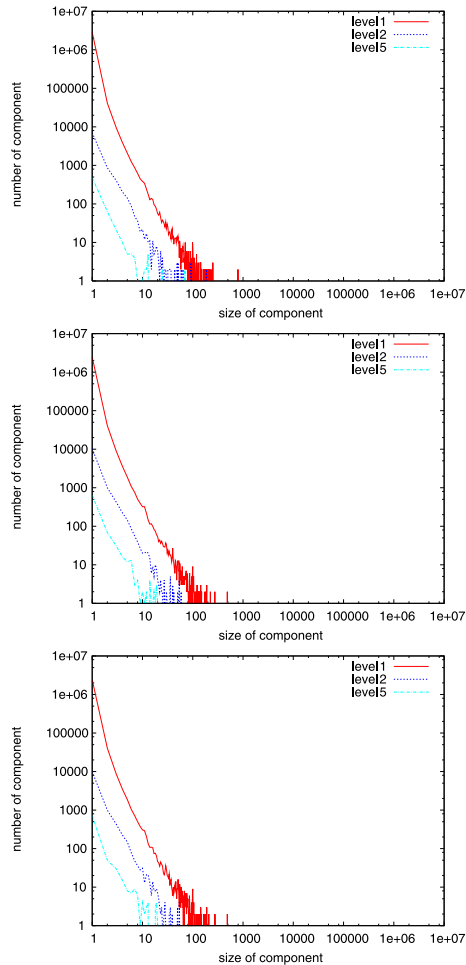 1e+07
1e+06
100000
10000
1000
100
10
1
number of component
level1
level2
level5
1 10 100 1000 10000 100000 1e+06 1e+07
size of component
1e+07
1e+06
100000
10000
1000
100
10
1
number of component
level1
level2
level5
1 10 100 1000 10000 100000 1e+06 1e+07
size of component
1e+07
1e+06
100000
10000
1000
100
10
1
number of component
level1
level2
level5
1 10 100 1000 10000 100000 1e+06 1e+07
size of component